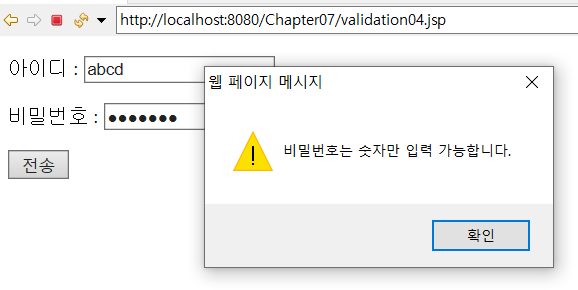 http://localhost:8080/Chapter07/validation04.jsp
아이디 : abcd
웹 페이지 메시지
비밀번호 : ●●●●●●●
비밀번호는 숫자만 입력 가능합니다.
전송
확인